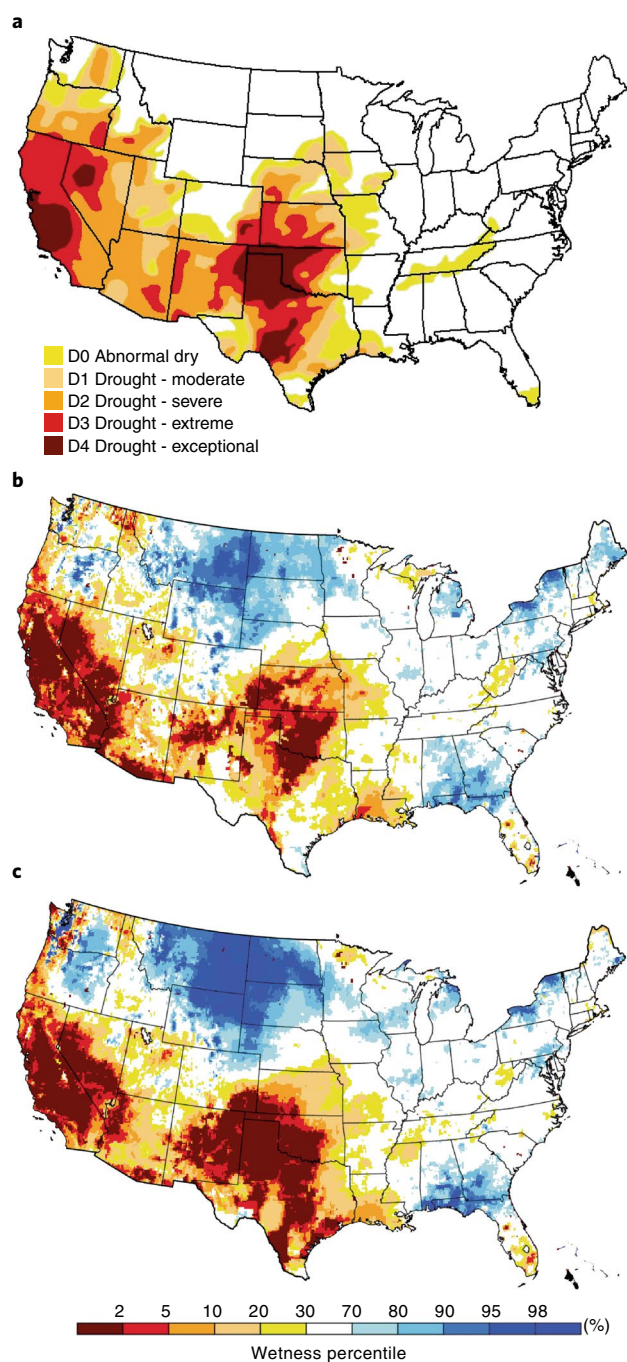 a
D0 Abnormal dry
D1 Drought - moderate
D2 Drought - severe
D3 Drought - extreme
D4 Drought - exceptional
b
c
2 5 10 20 30 70 80 90 95 98 (%)
Wetness percentile